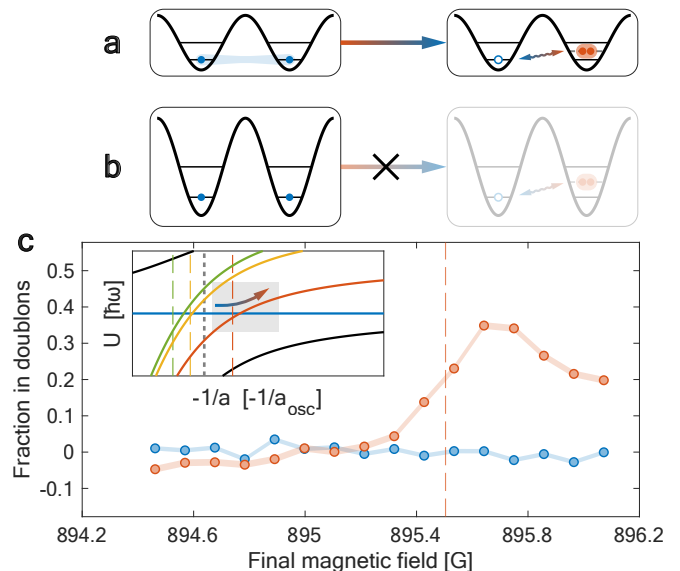 a
b
c
Fraction in doublons
0.5
0.4
0.3
0.2
0.1
0
-0.1
U [ħω]
-1/a [-1/a_osc]
894.2 894.6 895 895.4 895.8 896.2
Final magnetic field [G]